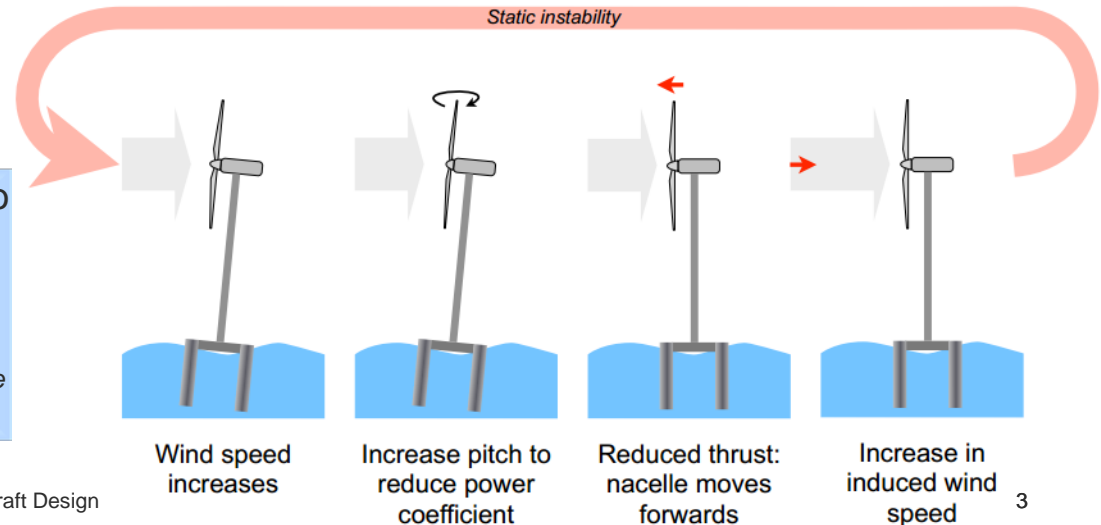 Static instability
Wind speed
increases
Increase pitch to
reduce power
coefficient
Reduced thrust:
nacelle moves
forwards
Increase in
induced wind
speed
raft Design
3